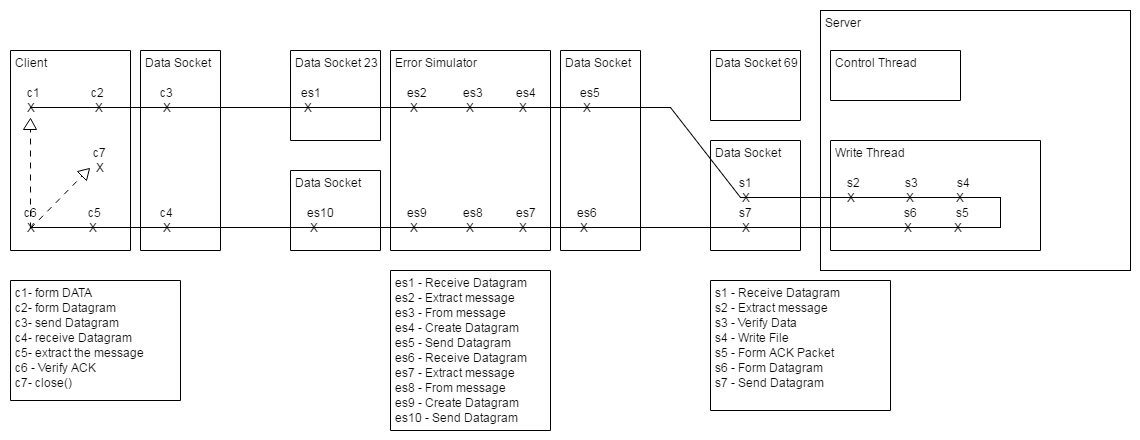 Server
Client
Data Socket
Data Socket 23
Error Simulator
Data Socket
Data Socket 69
Control Thread
c1
c2
c3
es1
es2
es3
es4
es5
X
X
X
X
X
X
X
X
c7
X
Data Socket
Data Socket
Write Thread
s1
s2
s3
s4
X
X
X
X
c6
c5
c4
es10
es9
es8
es7
es6
s7
s6
s5
X
X
X
X
X
X
X
X
X
X
X
c1- form DATA
c2- form Datagram
c3- send Datagram
c4- receive Datagram
c5- extract the message
c6 - Verify ACK
c7- close()
es1 - Receive Datagram
es2 - Extract message
es3 - From message
es4 - Create Datagram
es5 - Send Datagram
es6 - Receive Datagram
es7 - Extract message
es8 - From message
es9 - Create Datagram
es10 - Send Datagram
s1 - Receive Datagram
s2 - Extract message
s3 - Verify Data
s4 - Write File
s5 - Form ACK Packet
s6 - Form Datagram
s7 - Send Datagram